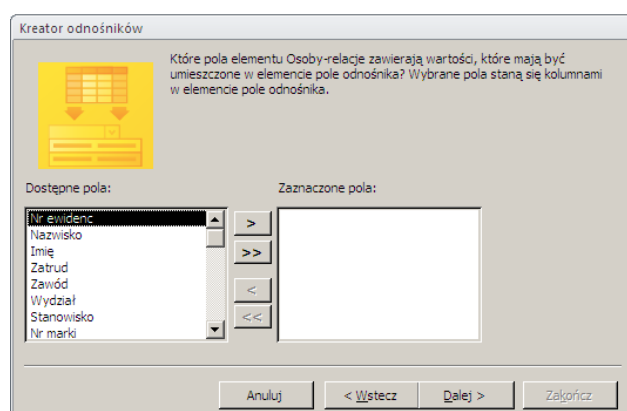 Kreator odnośników
Które pola elementu Osoby-relacje zawierają wartości, które mają być
umieszczone w elemencie pole odnośnika? Wybrane pola staną się kolumnami
w elemencie pole odnośnika.
Dostępne pola:
Zaznaczone pola:
Nr ewidenc
Nazwisko
Imię
Zatrud
Zawód
Wydział
Stanowisko
Nr marki
>
>>
<
<<
Anuluj
< Wstecz
Dalej >
Zakończ